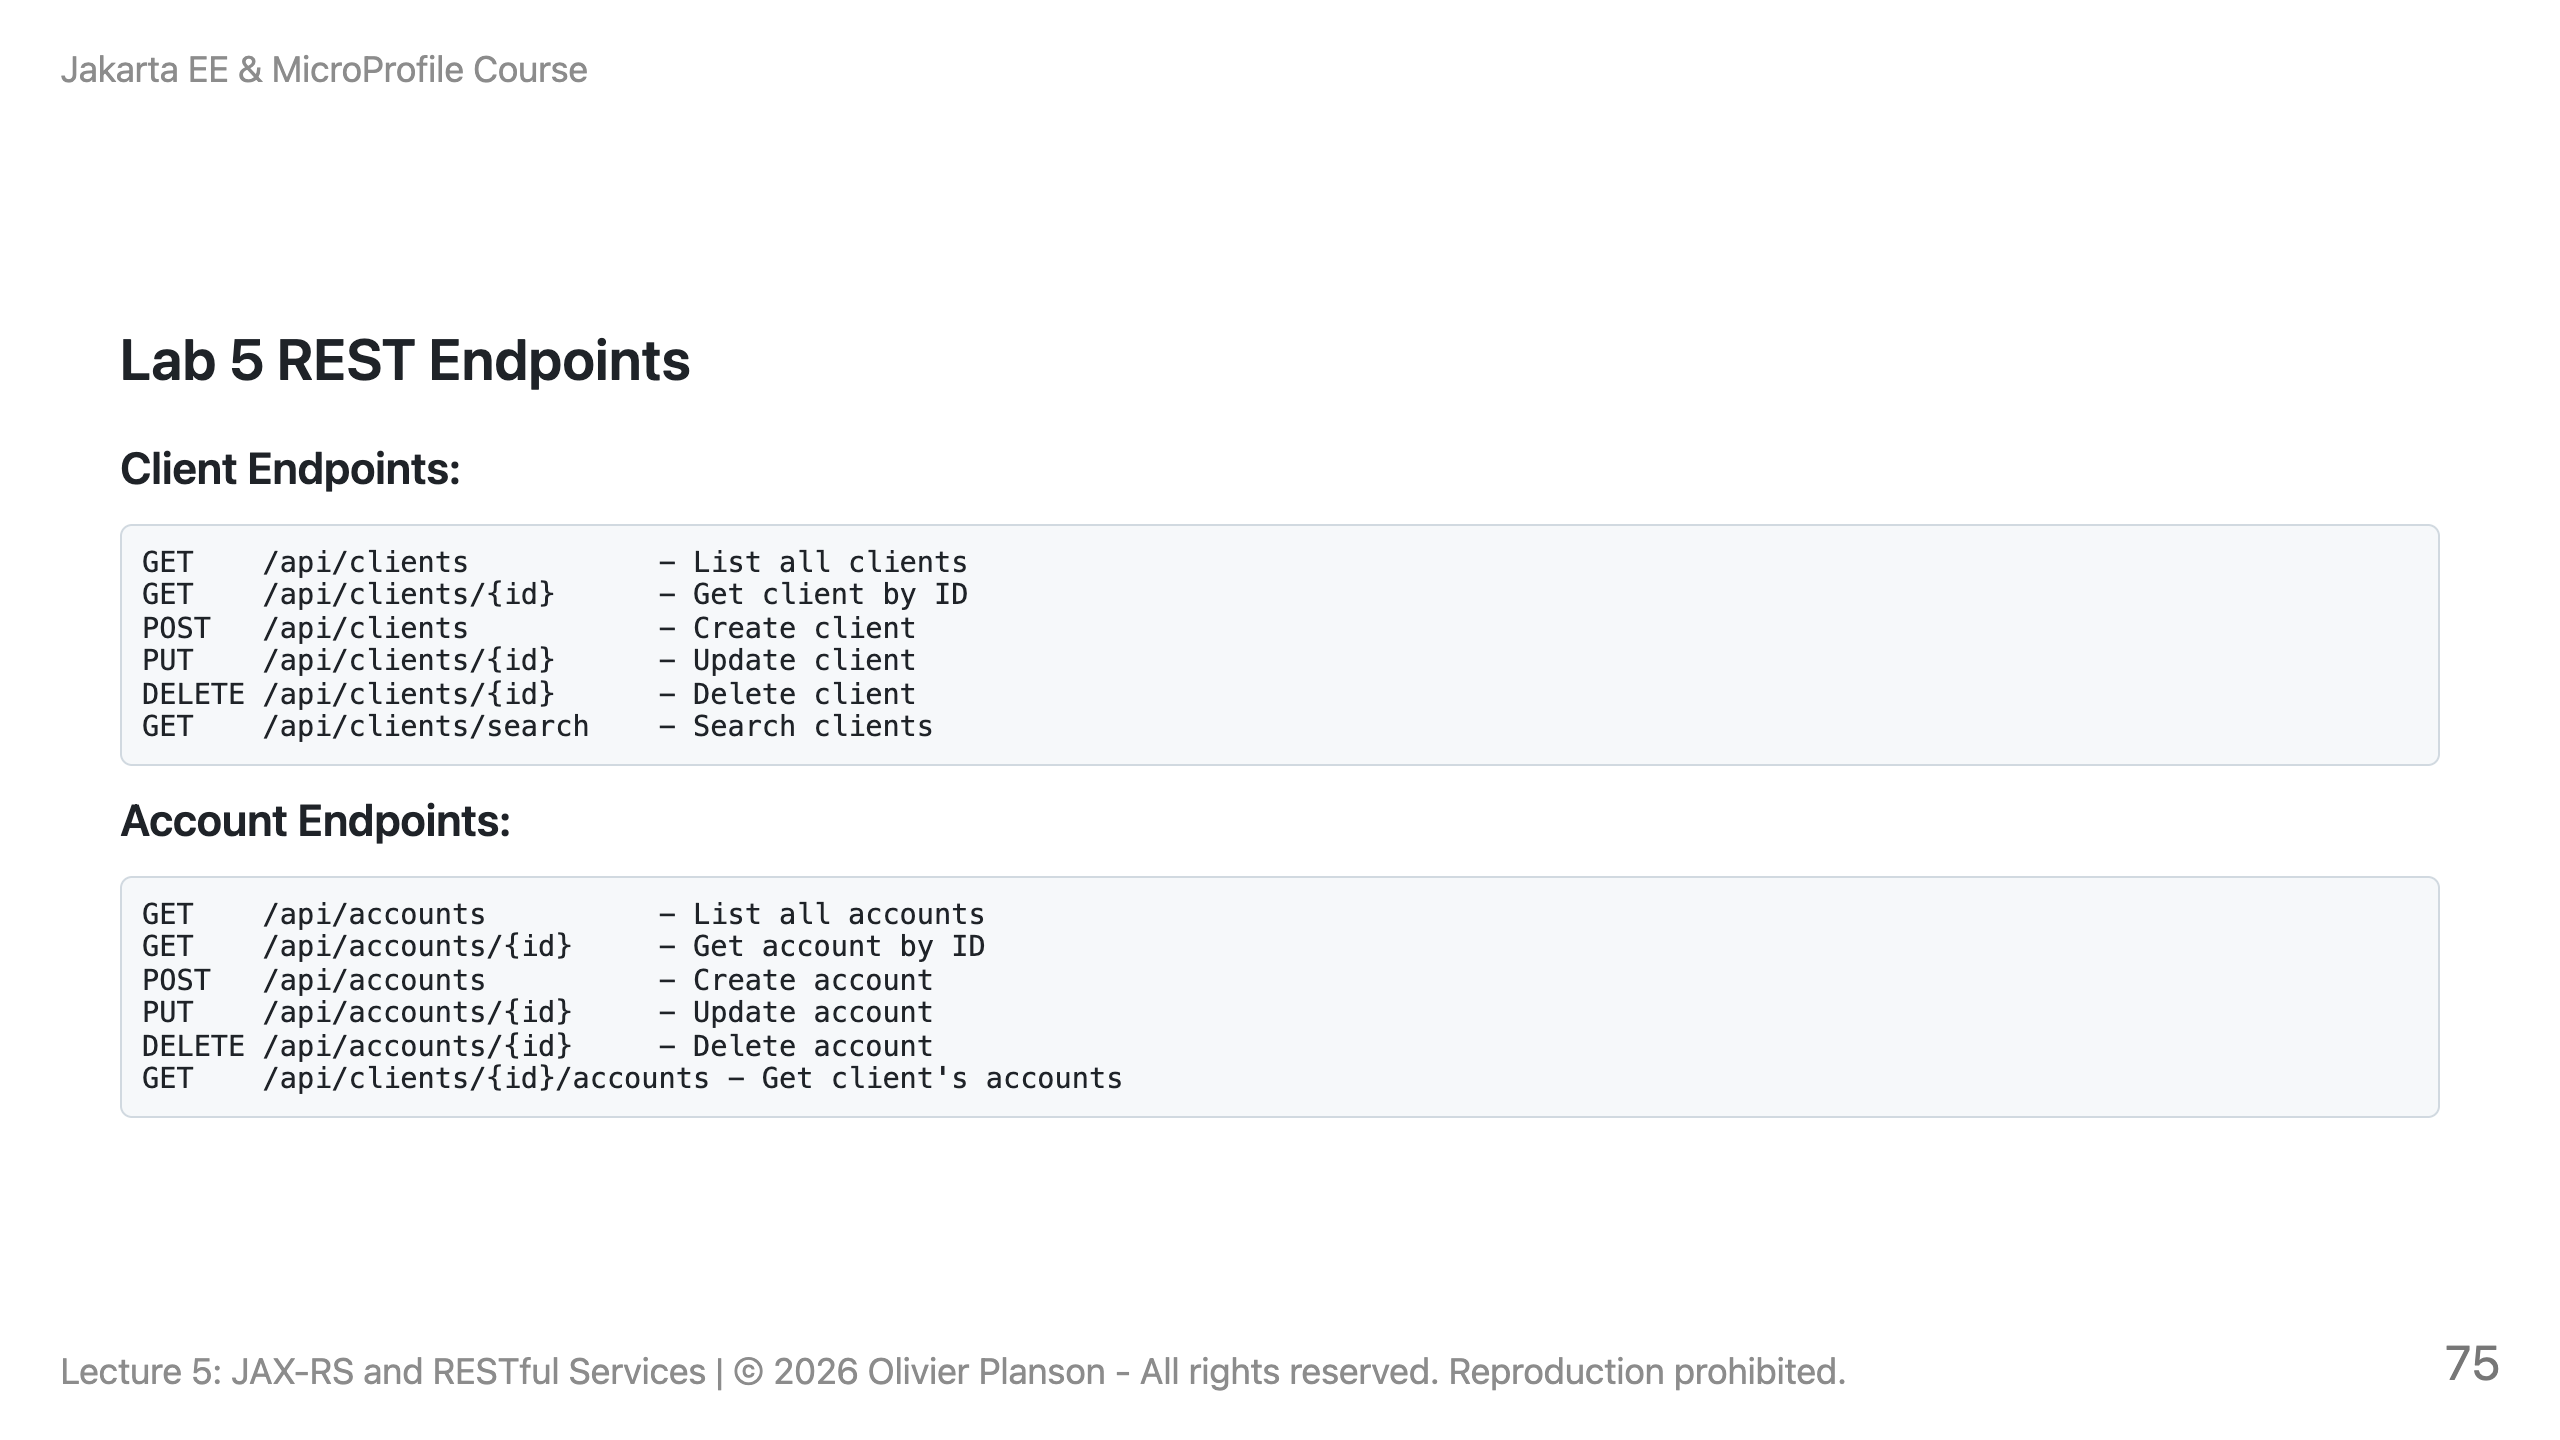 Jakarta EE & MicroProfile Course
Lab 5 REST Endpoints
Client Endpoints:
GET    /api/clients           – List all clients
GET    /api/clients/{id}      – Get client by ID
POST   /api/clients           – Create client
PUT    /api/clients/{id}      – Update client
DELETE /api/clients/{id}      – Delete client
GET    /api/clients/search    – Search clients
Account Endpoints:
GET    /api/accounts          – List all accounts
GET    /api/accounts/{id}     – Get account by ID
POST   /api/accounts          – Create account
PUT    /api/accounts/{id}     – Update account
DELETE /api/accounts/{id}     – Delete account
GET    /api/clients/{id}/accounts – Get client's accounts
Lecture 5: JAX-RS and RESTful Services | © 2026 Olivier Planson - All rights reserved. Reproduction prohibited.
75